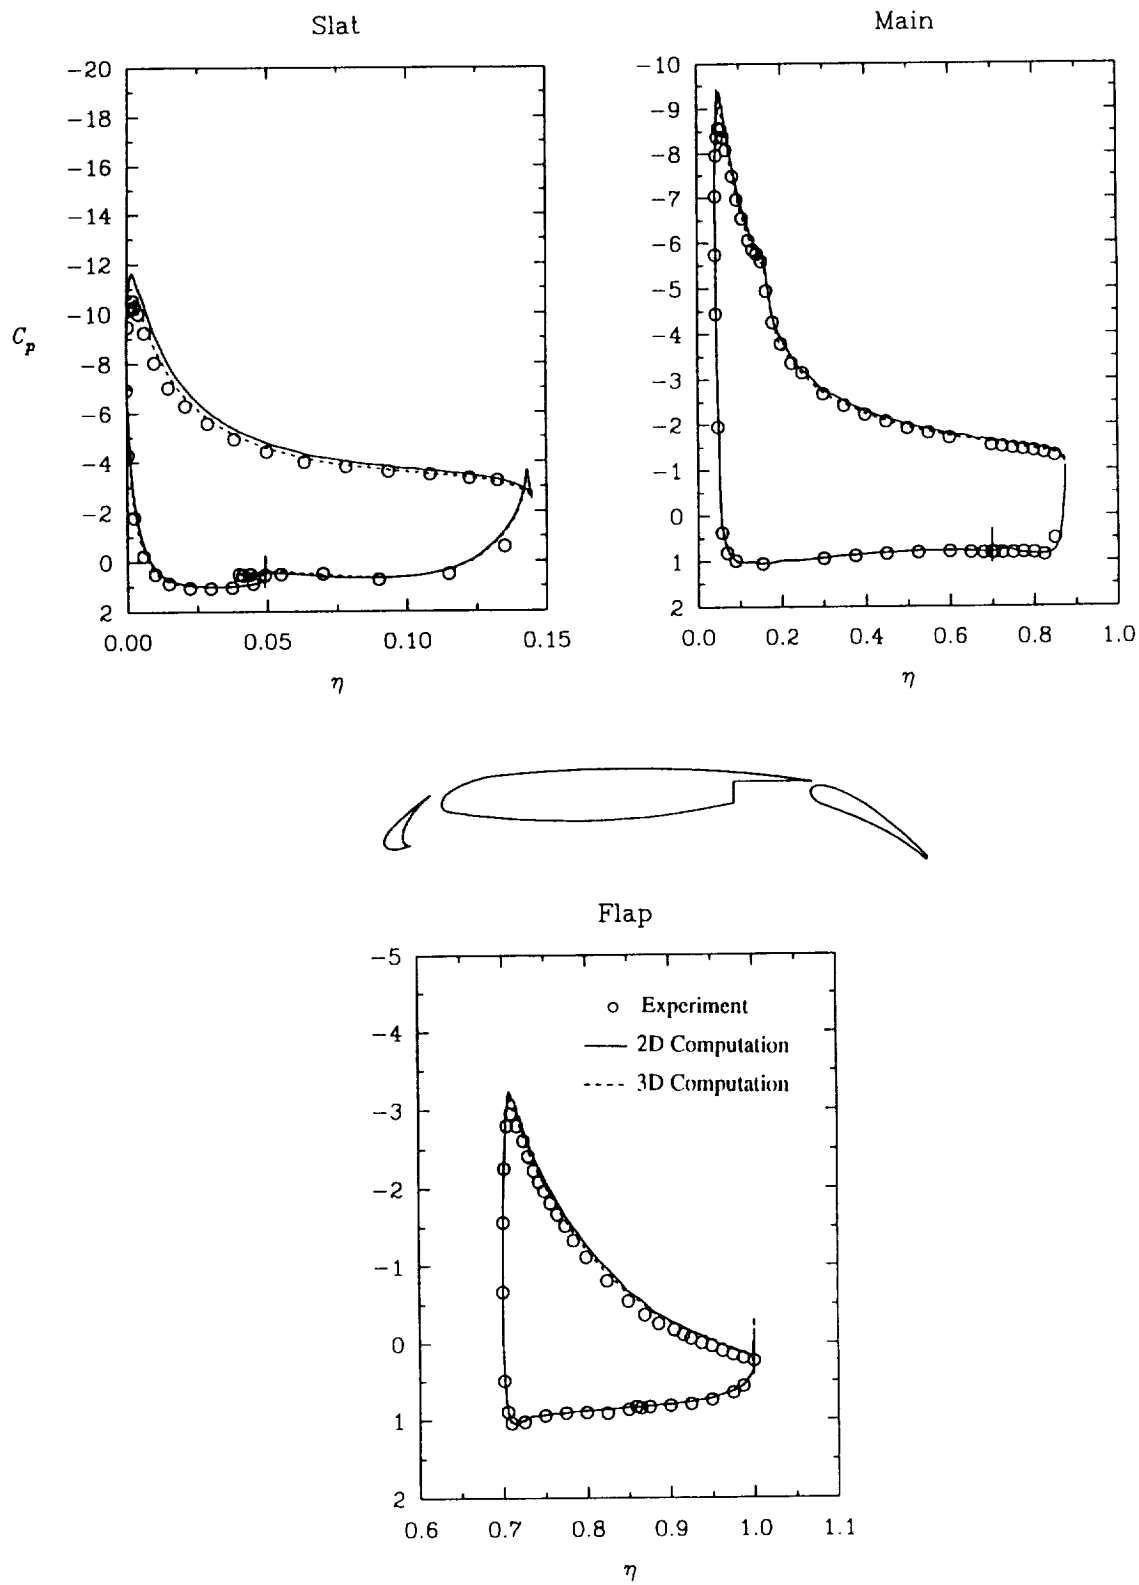 Slat
−20
−18
−16
−14
−12
−10
−8
−6
−4
−2
0
2
C_p
0.00 0.05 0.10 0.15
η
Main
−10
−9
−8
−7
−6
−5
−4
−3
−2
−1
0
1
2
0.0 0.2 0.4 0.6 0.8 1.0
η
Flap
−5
−4
−3
−2
−1
0
1
2
Experiment
2D Computation
3D Computation
0.6 0.7 0.8 0.9 1.0 1.1
η